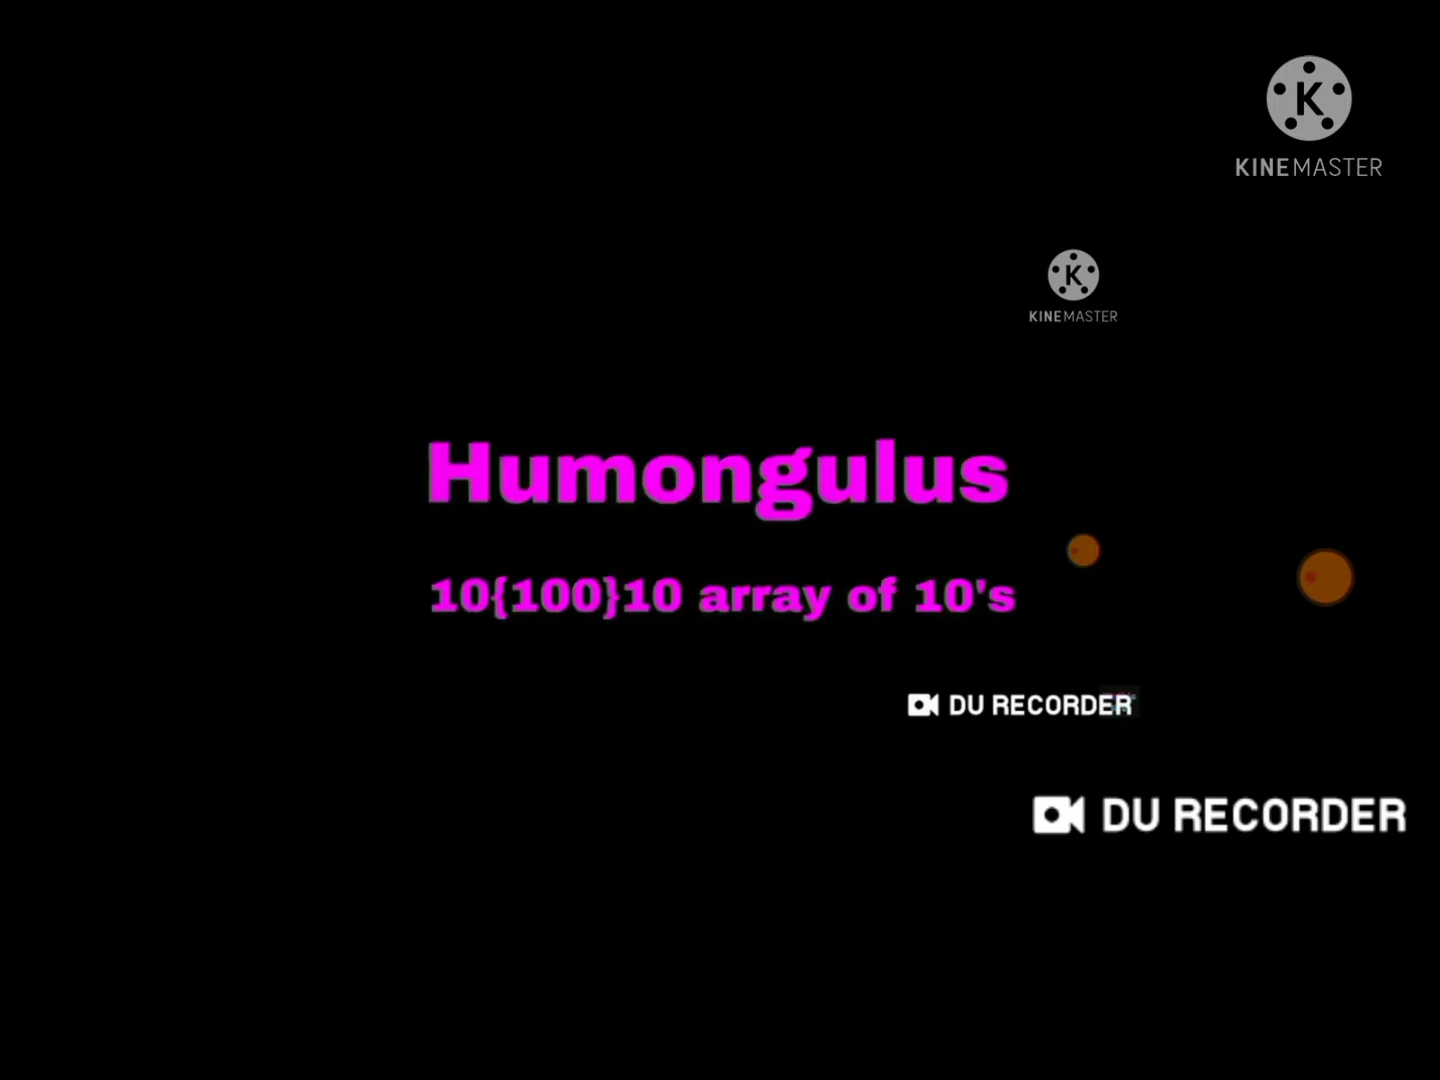 KINEMASTER
KINEMASTER
Humongulus
10{100}10 array of 10's
DU RECORDER
DU RECORDER